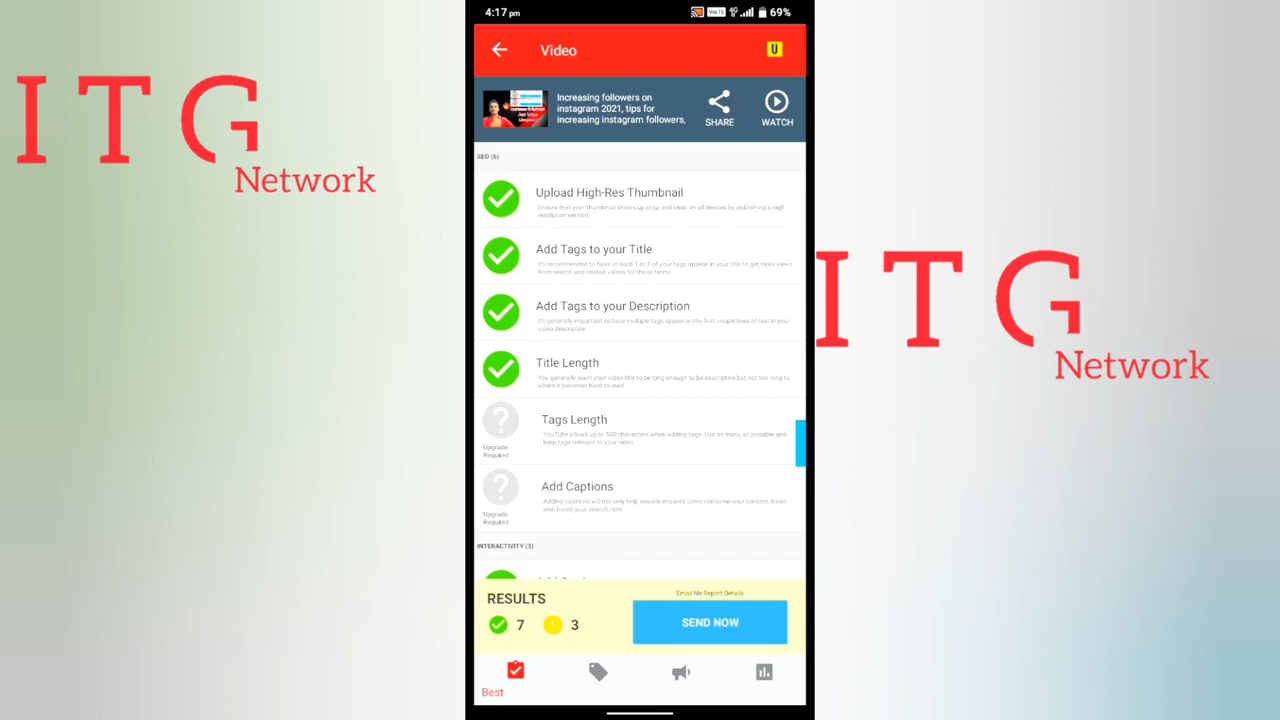 ITG
Network
4:17 pm
VoLTE 4G 69%
Video
U
Increasing followers on
instagram 2021, tips for
increasing instagram followers,
SHARE
WATCH
SEO (6)
Upload High-Res Thumbnail
Ensure that your thumbnail shows up crisp and clear on all devices by publishing a high
resolution version.
Add Tags to your Title
It's recommended to have at least 1 or 2 of your tags appear in your title to get more views
from search and related videos for those terms.
Add Tags to your Description
It's generally important to have multiple tags appear in the first couple lines of text in your
video description
Title Length
You generally want your video title to be long enough to be descriptive but not too long to
where it becomes hard to read
Tags Length
YouTube allows up to 500 characters when adding tags. Use as many as possible and
keep tags relevant to your video
Upgrade
Required
Add Captions
Adding captions will not only help visually impaired users consume your content, it can
also boost your search rank
Upgrade
Required
INTERACTIVITY (3)
RESULTS
7
3
Email Me Report Details
SEND NOW
Best
ITG
Network